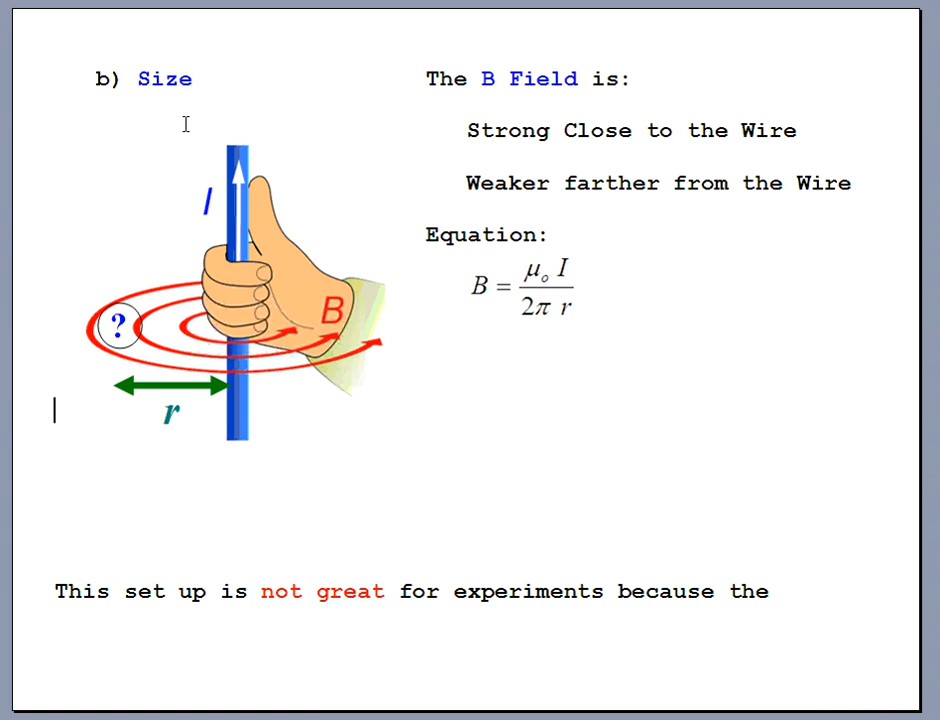 b) Size
The B Field is:
Strong Close to the Wire
Weaker farther from the Wire
Equation:
B = μₒ I / 2π r
I
B
?
r
This set up is not great for experiments because the